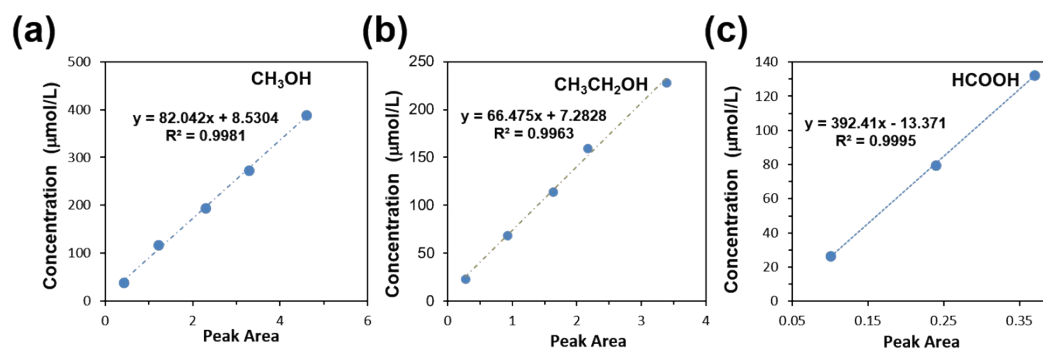 (a)
CH₃OH
y = 82.042x + 8.5304
R² = 0.9981
Concentration (μmol/L)
500
400
300
200
100
0
0 2 4 6
Peak Area
(b)
CH₃CH₂OH
y = 66.475x + 7.2828
R² = 0.9963
Concentration (μmol/L)
250
200
150
100
50
0
0 1 2 3 4
Peak Area
(c)
HCOOH
y = 392.41x - 13.371
R² = 0.9995
Concentration (μmol/L)
140
120
100
80
60
40
20
0
0.05 0.15 0.25 0.35
Peak Area